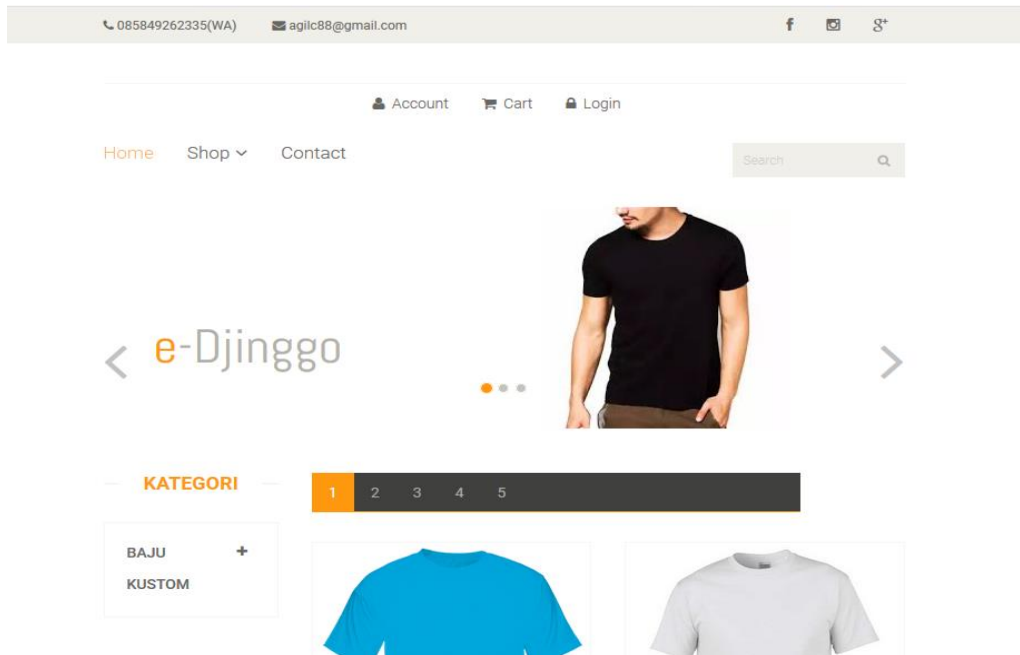 085849262335(WA) agilc88@gmail.com
Account Cart Login
Home Shop Contact Search
e-Djinggo
KATEGORI
1 2 3 4 5
BAJU
KUSTOM